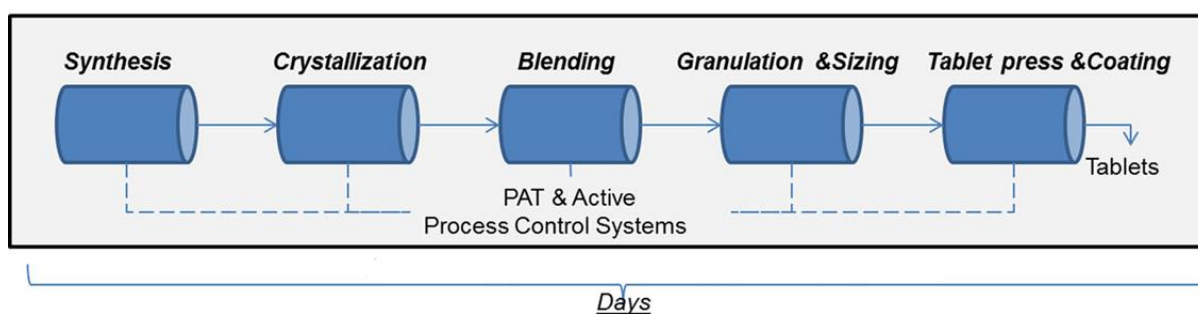 Synthesis
Crystallization
Blending
Granulation &Sizing
Tablet press &Coating
Tablets
PAT & Active
Process Control Systems
Days